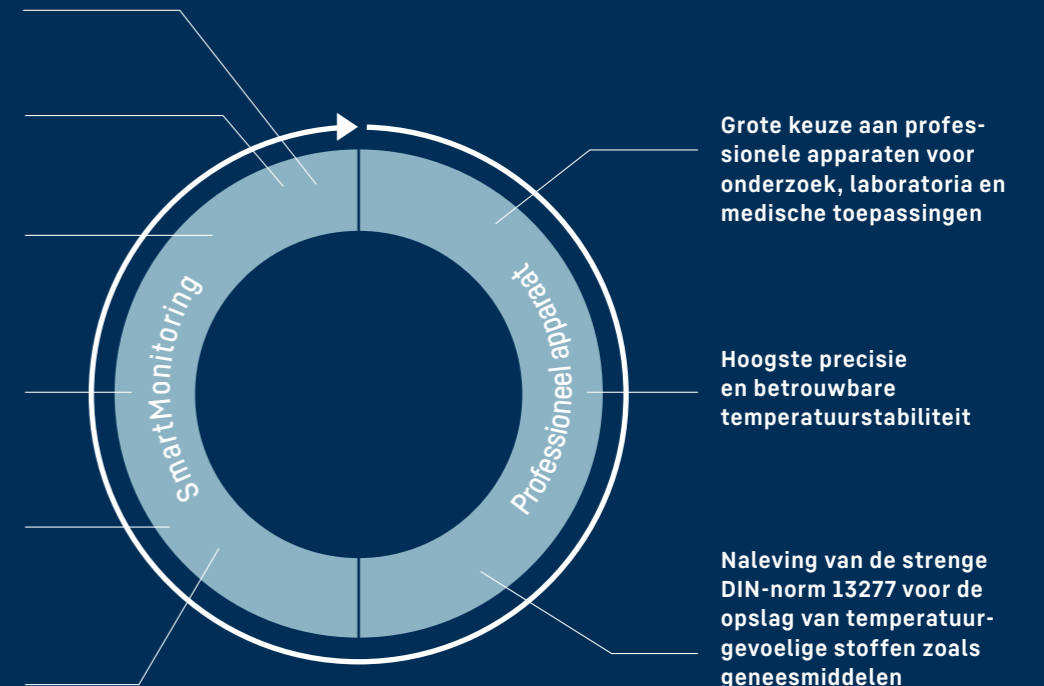 Grote keuze aan profes-
sionele apparaten voor
onderzoek, laboratoria en
medische toepassingen
SmartMonitoring
Professioneel apparaat
Hoogste precisie
en betrouwbare
temperatuurstabiliteit
Naleving van de strenge
DIN-norm 13277 voor de
opslag van temperatuur-
gevoelige stoffen zoals
geneesmiddelen